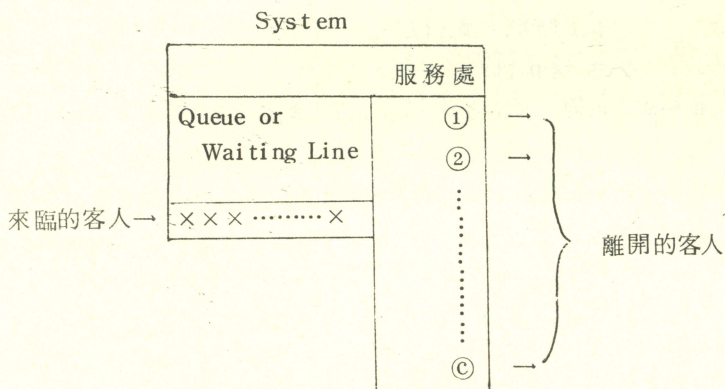 System
服務處
Queue or ①→
Waiting Line ②→
來臨的客人→ ××× ········· ×
離開的客人
ⓒ →